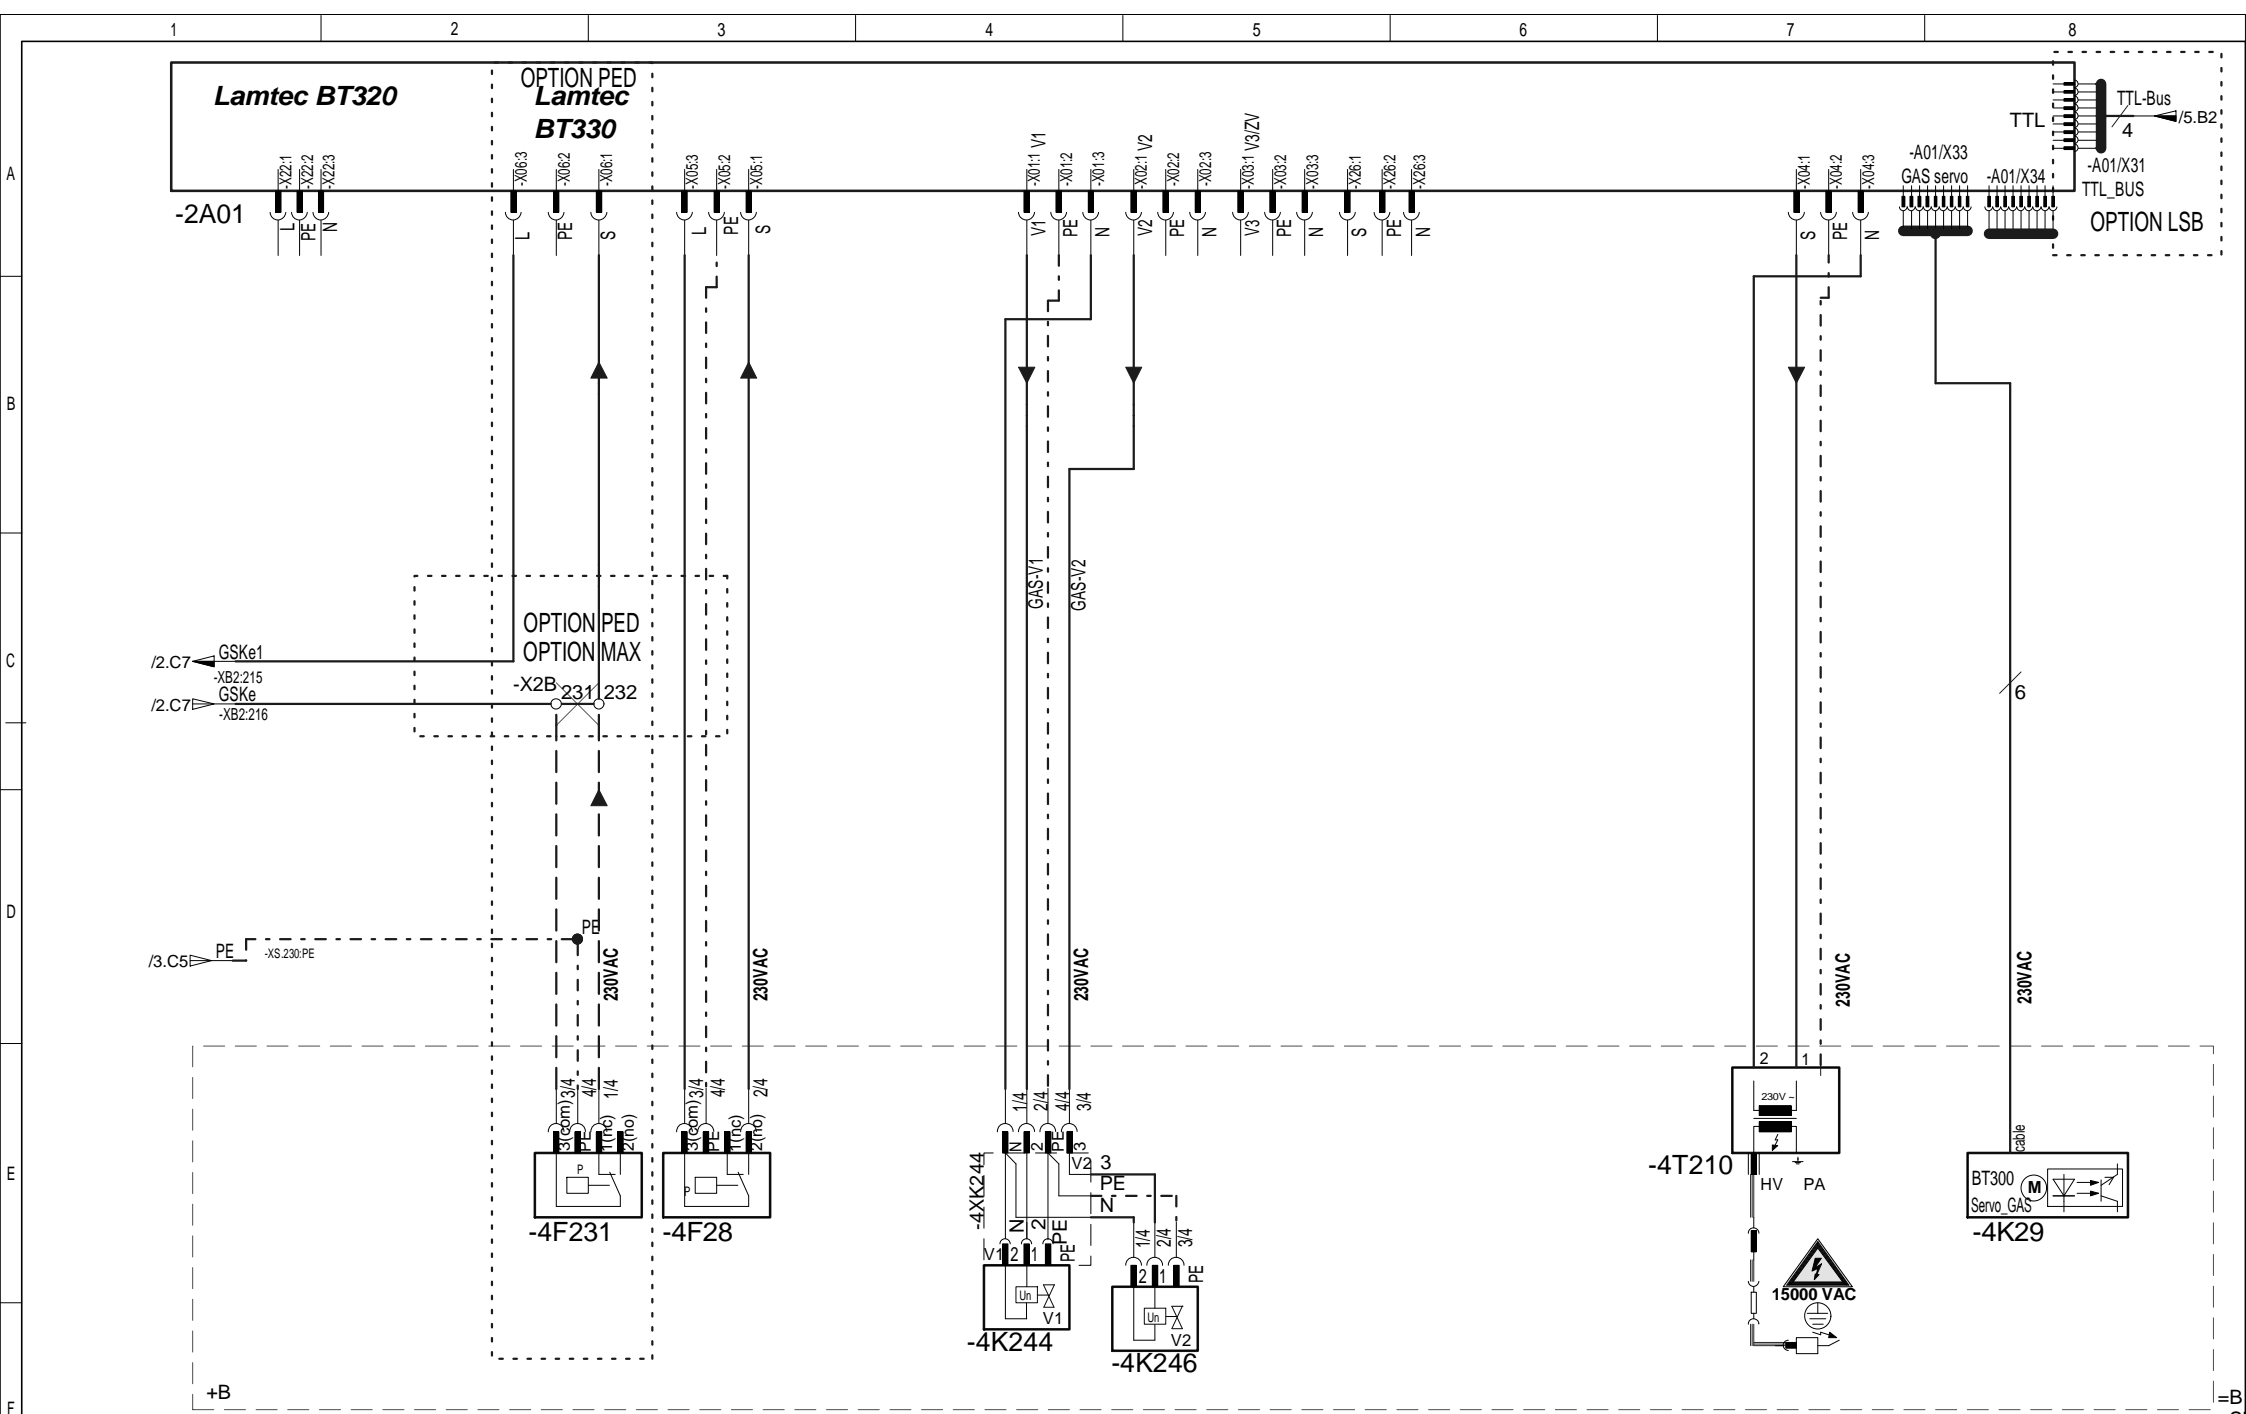 1 2 3 4 5 6 7 8
A
B
C
D
E
F
Lamtec BT320
OPTION PED
Lamtec
BT330
-2A01
-X22:1
-X22:2
-X22:3
L
PE
N
-X06:3
-X06:2
-X06:1
L
PE
S
-X05:3
-X05:2
-X05:1
L
PE
S
-X01:1 V1
-X01:2
-X01:3
V1
PE
N
-X02:1 V2
-X02:2
-X02:3
V2
PE
N
-X03:1 V3/ZV
-X03:2
-X03:3
V3
PE
N
-X26:1
-X26:2
-X26:3
S
PE
N
-X04:1
-X04:2
-X04:3
S
PE
N
-A01/X33
GAS servo
-A01/X34
TTL
TTL-Bus
4
/5.B2
-A01/X31
TTL_BUS
OPTION LSB
GAS-V1
GAS-V2
OPTION PED
OPTION MAX
/2.C7
GSKe1
-XB2:215
/2.C7
GSKe
-XB2:216
-X2B
231
232
6
/3.C5
PE
-XS.230:PE
PE
230VAC
230VAC
230VAC
230VAC
230VAC
3/4
4/4
1/4
3(com)
PE
1(nc)
2(no)
P
-4F231
3/4
4/4
2/4
3(com)
PE
1(nc)
2(no)
P
-4F28
1/4
2/4
4/4
3/4
N
2
PE
3
V2
3
PE
N
-4XK244
N
2
PE
V1
2
1
PE
Un
V1
-4K244
1/4
2/4
3/4
2
1
PE
Un
V2
-4K246
2
1
230V ~
-4T210
HV
PA
15000 VAC
cable
BT300
Servo_GAS
M
-4K29
+B
=B